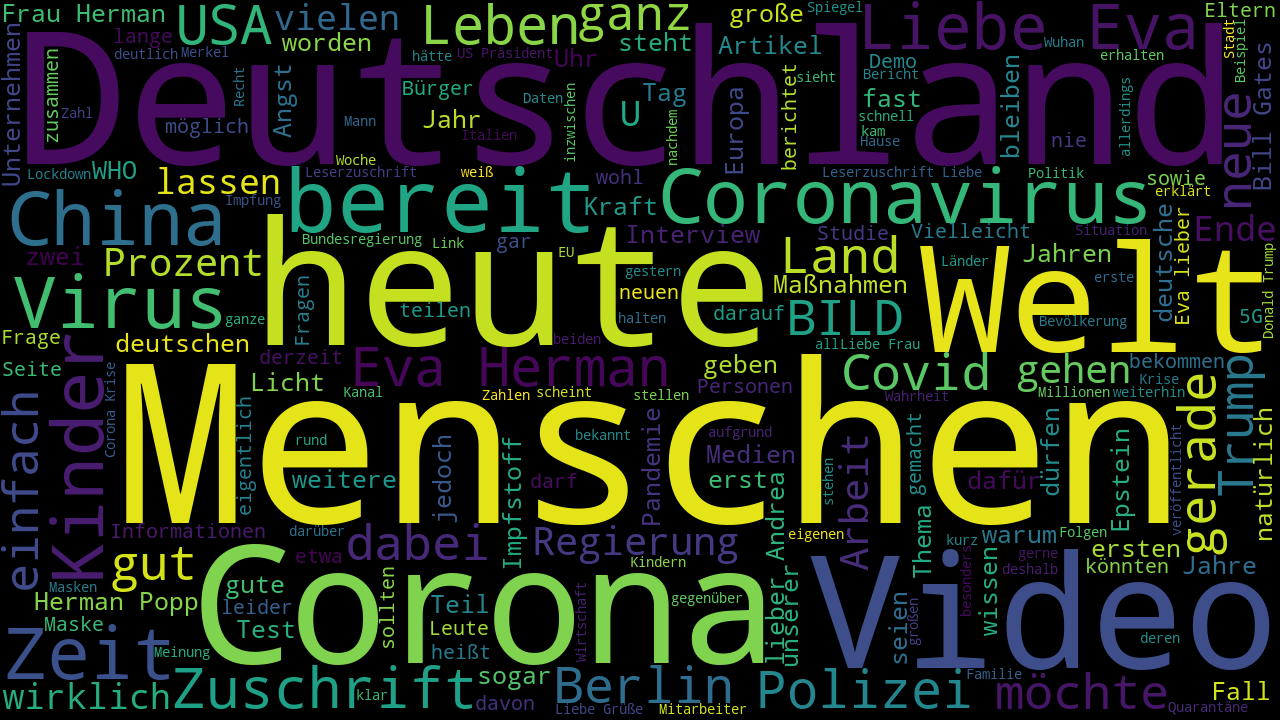 Frau Herman USA vielen Leben ganz große Spiegel Liebe Eva Eltern
lange worden steht Artikel Wuhan Stadt
deutlich Merkel hätte US Präsident Uhr Demo erhalten Beispiel
Deutschland
Unternehmen zusammen Recht Angst Bürger Tag sieht Bericht bleiben Bill Gates
Zahl möglich Mann Daten Jahr U inzwischen Europa berichtet fast schnell kam allerdings neue
Italien nachdem Hause nie
Lockdown WHO Woche Leserzuschrift weiß wohl Leserzuschrift Liebe Politik sowie
lassen Impfung bereit Kraft Coronavirus erklärt
China Bundesregierung Link gar Interview Studie Vielleicht Situation Ende
zwei Prozent heute EU gestern Land Länder Jahren deutsche Eva lieber Donald Trump
Virus Fragen teilen neuen Maßnahmen Welt erste
ganze halten darauf BILD Bevölkerung 5G
Frage deutschen derzeit beiden all Liebe Frau
Seite Licht Eva Herman geben Covid gehen bekommen
Kinder Corona Krise Kanal Zahlen scheint stellen Personen Wahrheit Millionen Krise weiterhin
Menschen
einfach eigentlich rund jedoch bekannt aufgrund Medien gerade Trump
weitere Impfstoff darf Pandemie erst Arbeit stehen gemacht dafür dürfen Epstein veröffentlicht natürlich
Informationen darüber dabei Regierung Andrea eigenen Thema kurz warum Folgen
gut etwa Kindern gerne ersten
Masken gute Corona deshalb könnten Jahre
Herman Popp leider sollten Teil gegenüber Video besonders wissen
Maske Test Leute Wirtschaft lieber unserer seien großen deren
Zeit Meinung heißt
wirklich Zuschrift klar sogar Berlin Polizei Familie möchte Fall
davon Liebe Grüße Mitarbeiter Quarantäne